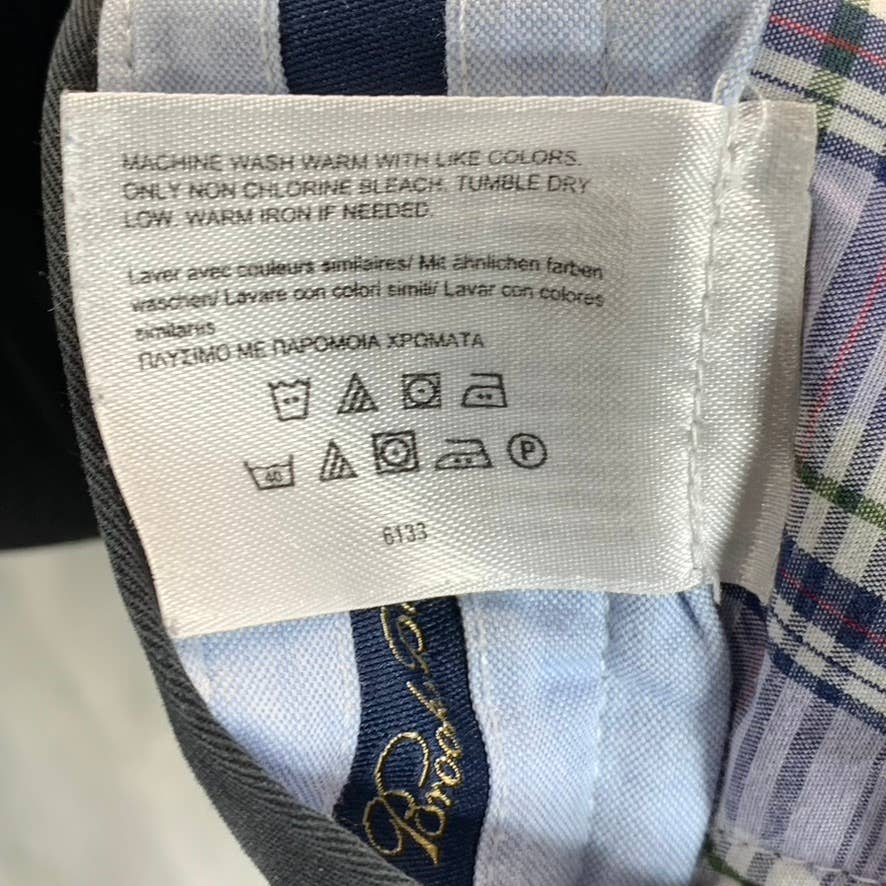 MACHINE WASH WARM WITH LIKE COLORS.
ONLY NON CHLORINE BLEACH. TUMBLE DRY
LOW. WARM IRON IF NEEDED.
Laver avec couleurs similaires/ Mit ähnlichen farben
waschen/ Lavare con colori simili/ Lavar con colores
similares
ΠΛΥΣΙΜΟ ΜΕ ΠΑΡΟΜΟΙΑ ΧΡΩΜΑΤΑ
40
P
6133
Brooks